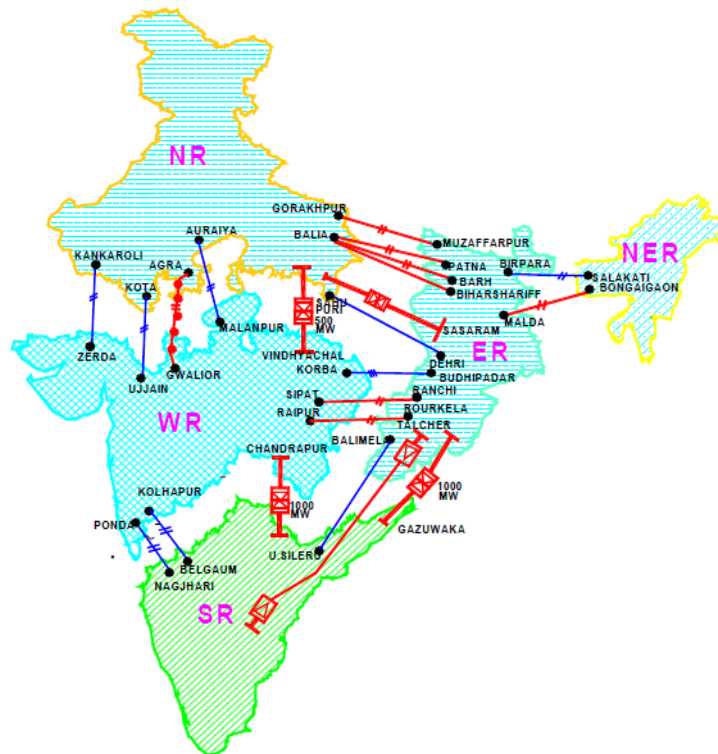 NR
GORAKHPUR
AURAIYA
BALIA
MUZAFFARPUR
KANKAROLI
AGRA
PATNA
BIRPARA
NER
KOTA
BARH
SALAKATI
BIHARSHARIFF
BONGAIGAON
SAHU
PURI
500
MW
MALANPUR
SASARAM
MALDA
ZERDA
VINDHYACHAL
ER
GWALIOR
KORBA
DEHRI
UJJAIN
BUDHIPADAR
SIPAT
RANCHI
WR
RAIPUR
ROURKELA
TALCHER
CHANDRAPUR
BALIMELA
1000
MW
KOLHAPUR
1000
MW
PONDA
GAZUWAKA
U.SILERU
BELGAUM
NAGJHARI
SR